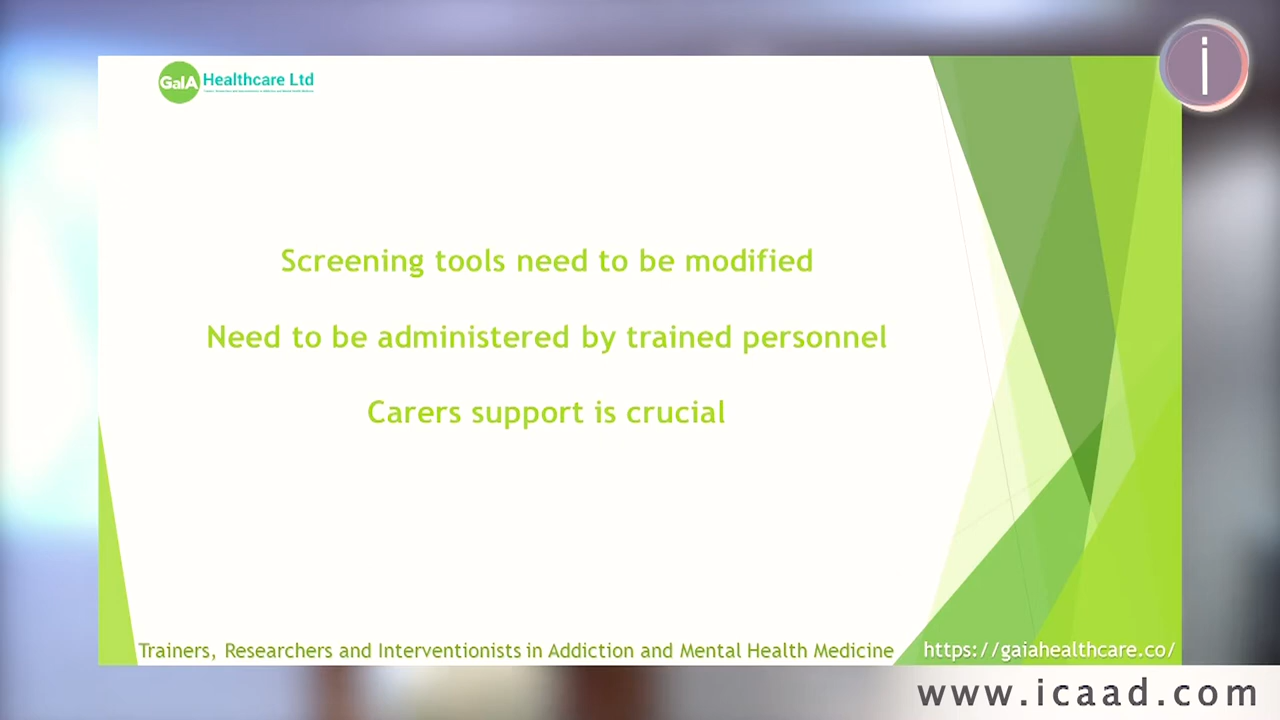 GaIA Healthcare Ltd
i
Screening tools need to be modified
Need to be administered by trained personnel
Carers support is crucial
Trainers, Researchers and Interventionists in Addiction and Mental Health Medicine
https://gaiahealthcare.co/
www.icaad.com